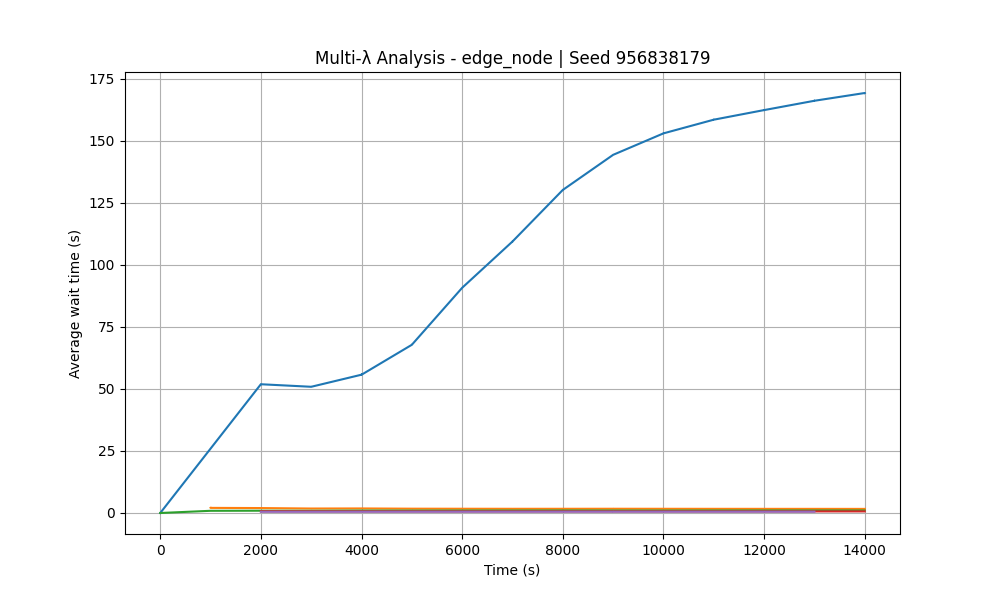 Multi-λ Analysis - edge_node | Seed 956838179
175
150
125
100
75
50
25
0
Average wait time (s)
0 2000 4000 6000 8000 10000 12000 14000
Time (s)